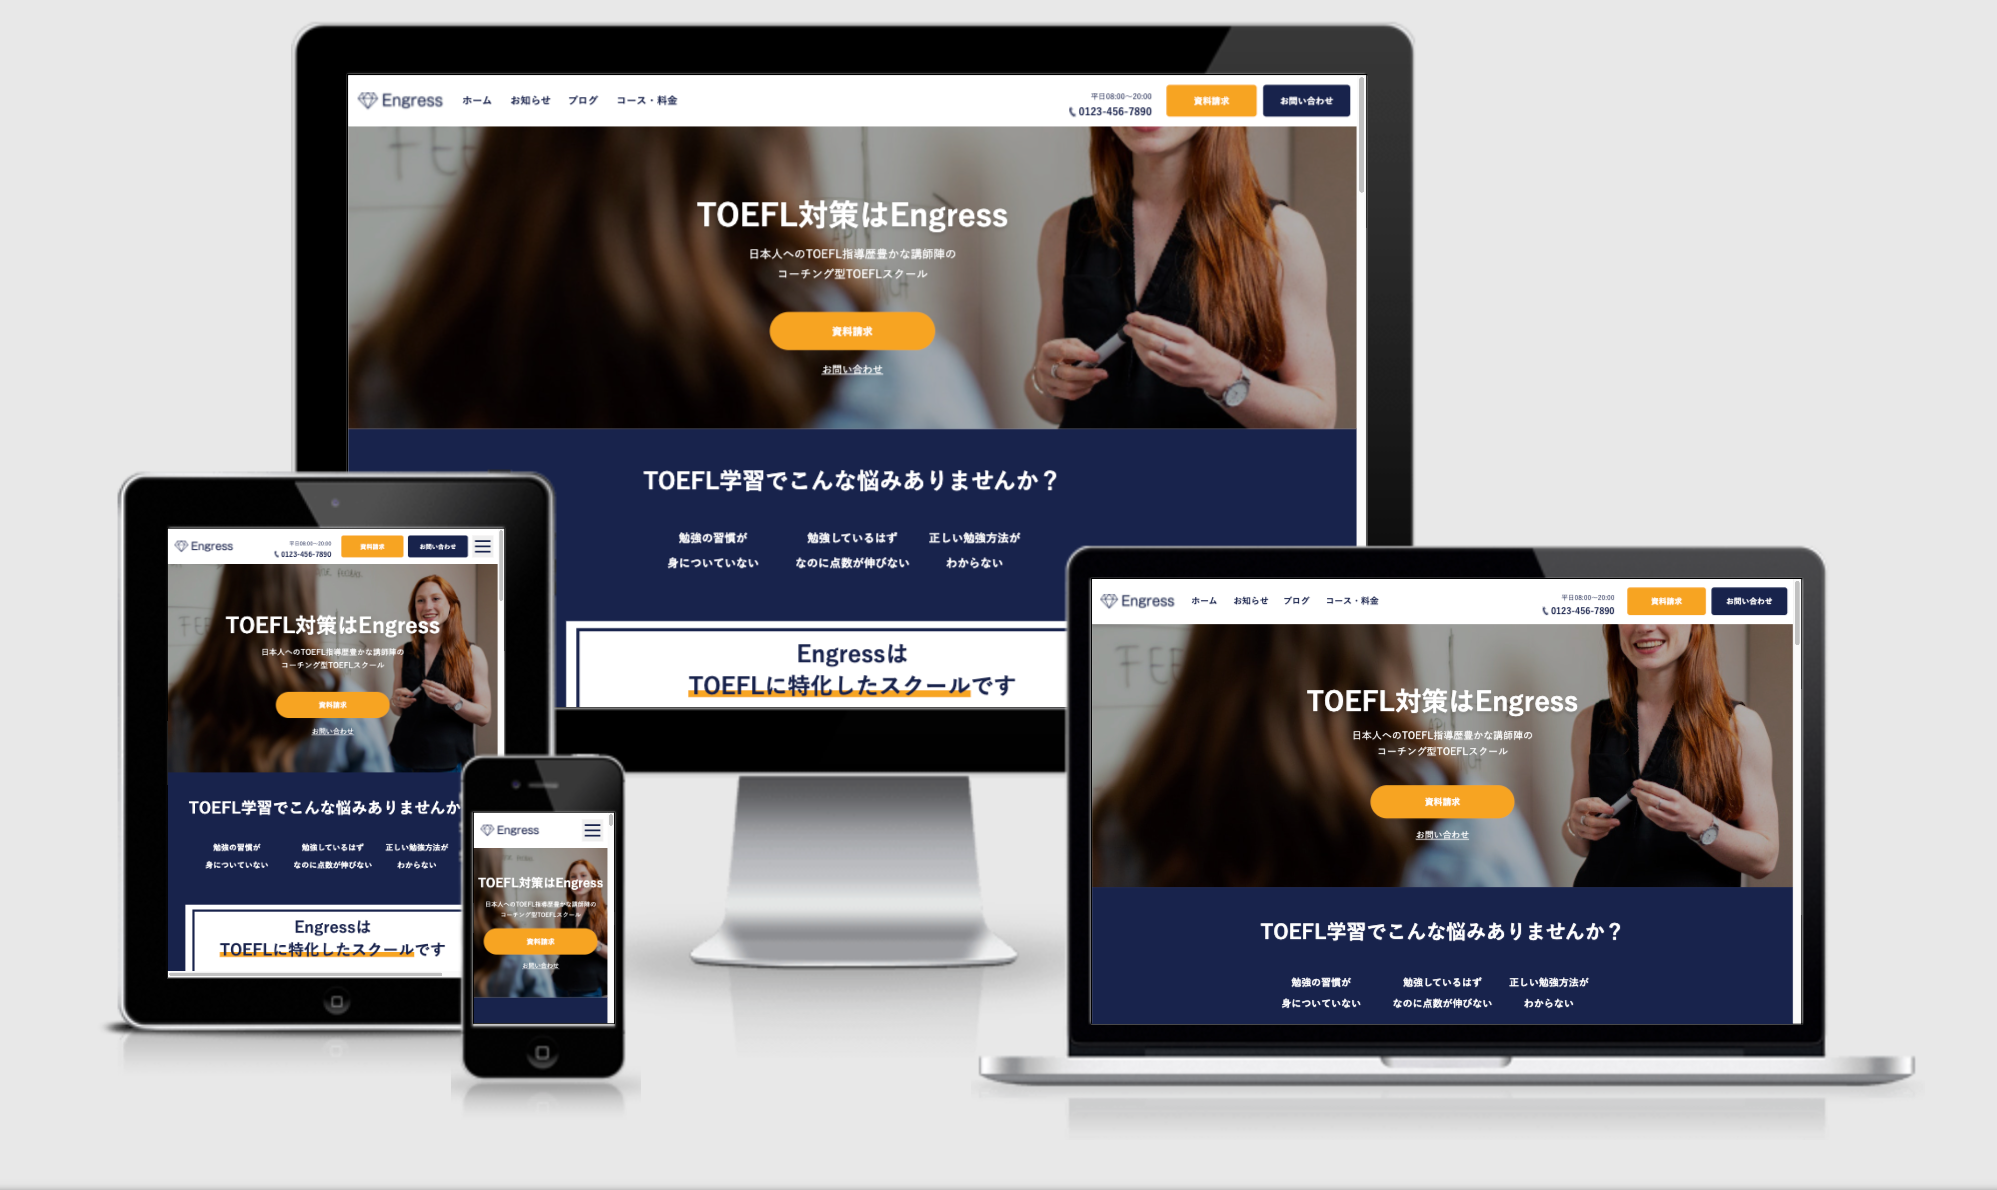 Engress
ホーム
お知らせ
ブログ
コース・料金
平日08:00〜20:00
0123-456-7890
資料請求
お問い合わせ
FEE
TOEFL対策はEngress
日本人へのTOEFL指導歴豊かな講師陣の
コーチング型TOEFLスクール
資料請求
お問い合わせ
TOEFL学習でこんな悩みありませんか？
勉強の習慣が
身についていない
勉強しているはず
なのに点数が伸びない
正しい勉強方法が
わからない
Engressは
TOEFLに特化したスクールです
Engress
平日08:00〜20:00
0123-456-7890
資料請求
お問い合わせ
TOEFL対策はEngress
日本人へのTOEFL指導歴豊かな講師陣の
コーチング型TOEFLスクール
資料請求
お問い合わせ
TOEFL学習でこんな悩みありませんか
勉強の習慣が
身についていない
勉強しているはず
なのに点数が伸びない
正しい勉強方法が
わからない
Engressは
TOEFLに特化したスクールです
Engress
TOEFL対策はEngress
日本人へのTOEFL指導歴豊かな講師陣の
コーチング型TOEFLスクール
資料請求
お問い合わせ
Engress
ホーム
お知らせ
ブログ
コース・料金
平日08:00〜20:00
0123-456-7890
資料請求
お問い合わせ
FEE
TOEFL対策はEngress
日本人へのTOEFL指導歴豊かな講師陣の
コーチング型TOEFLスクール
資料請求
お問い合わせ
TOEFL学習でこんな悩みありませんか？
勉強の習慣が
身についていない
勉強しているはず
なのに点数が伸びない
正しい勉強方法が
わからない